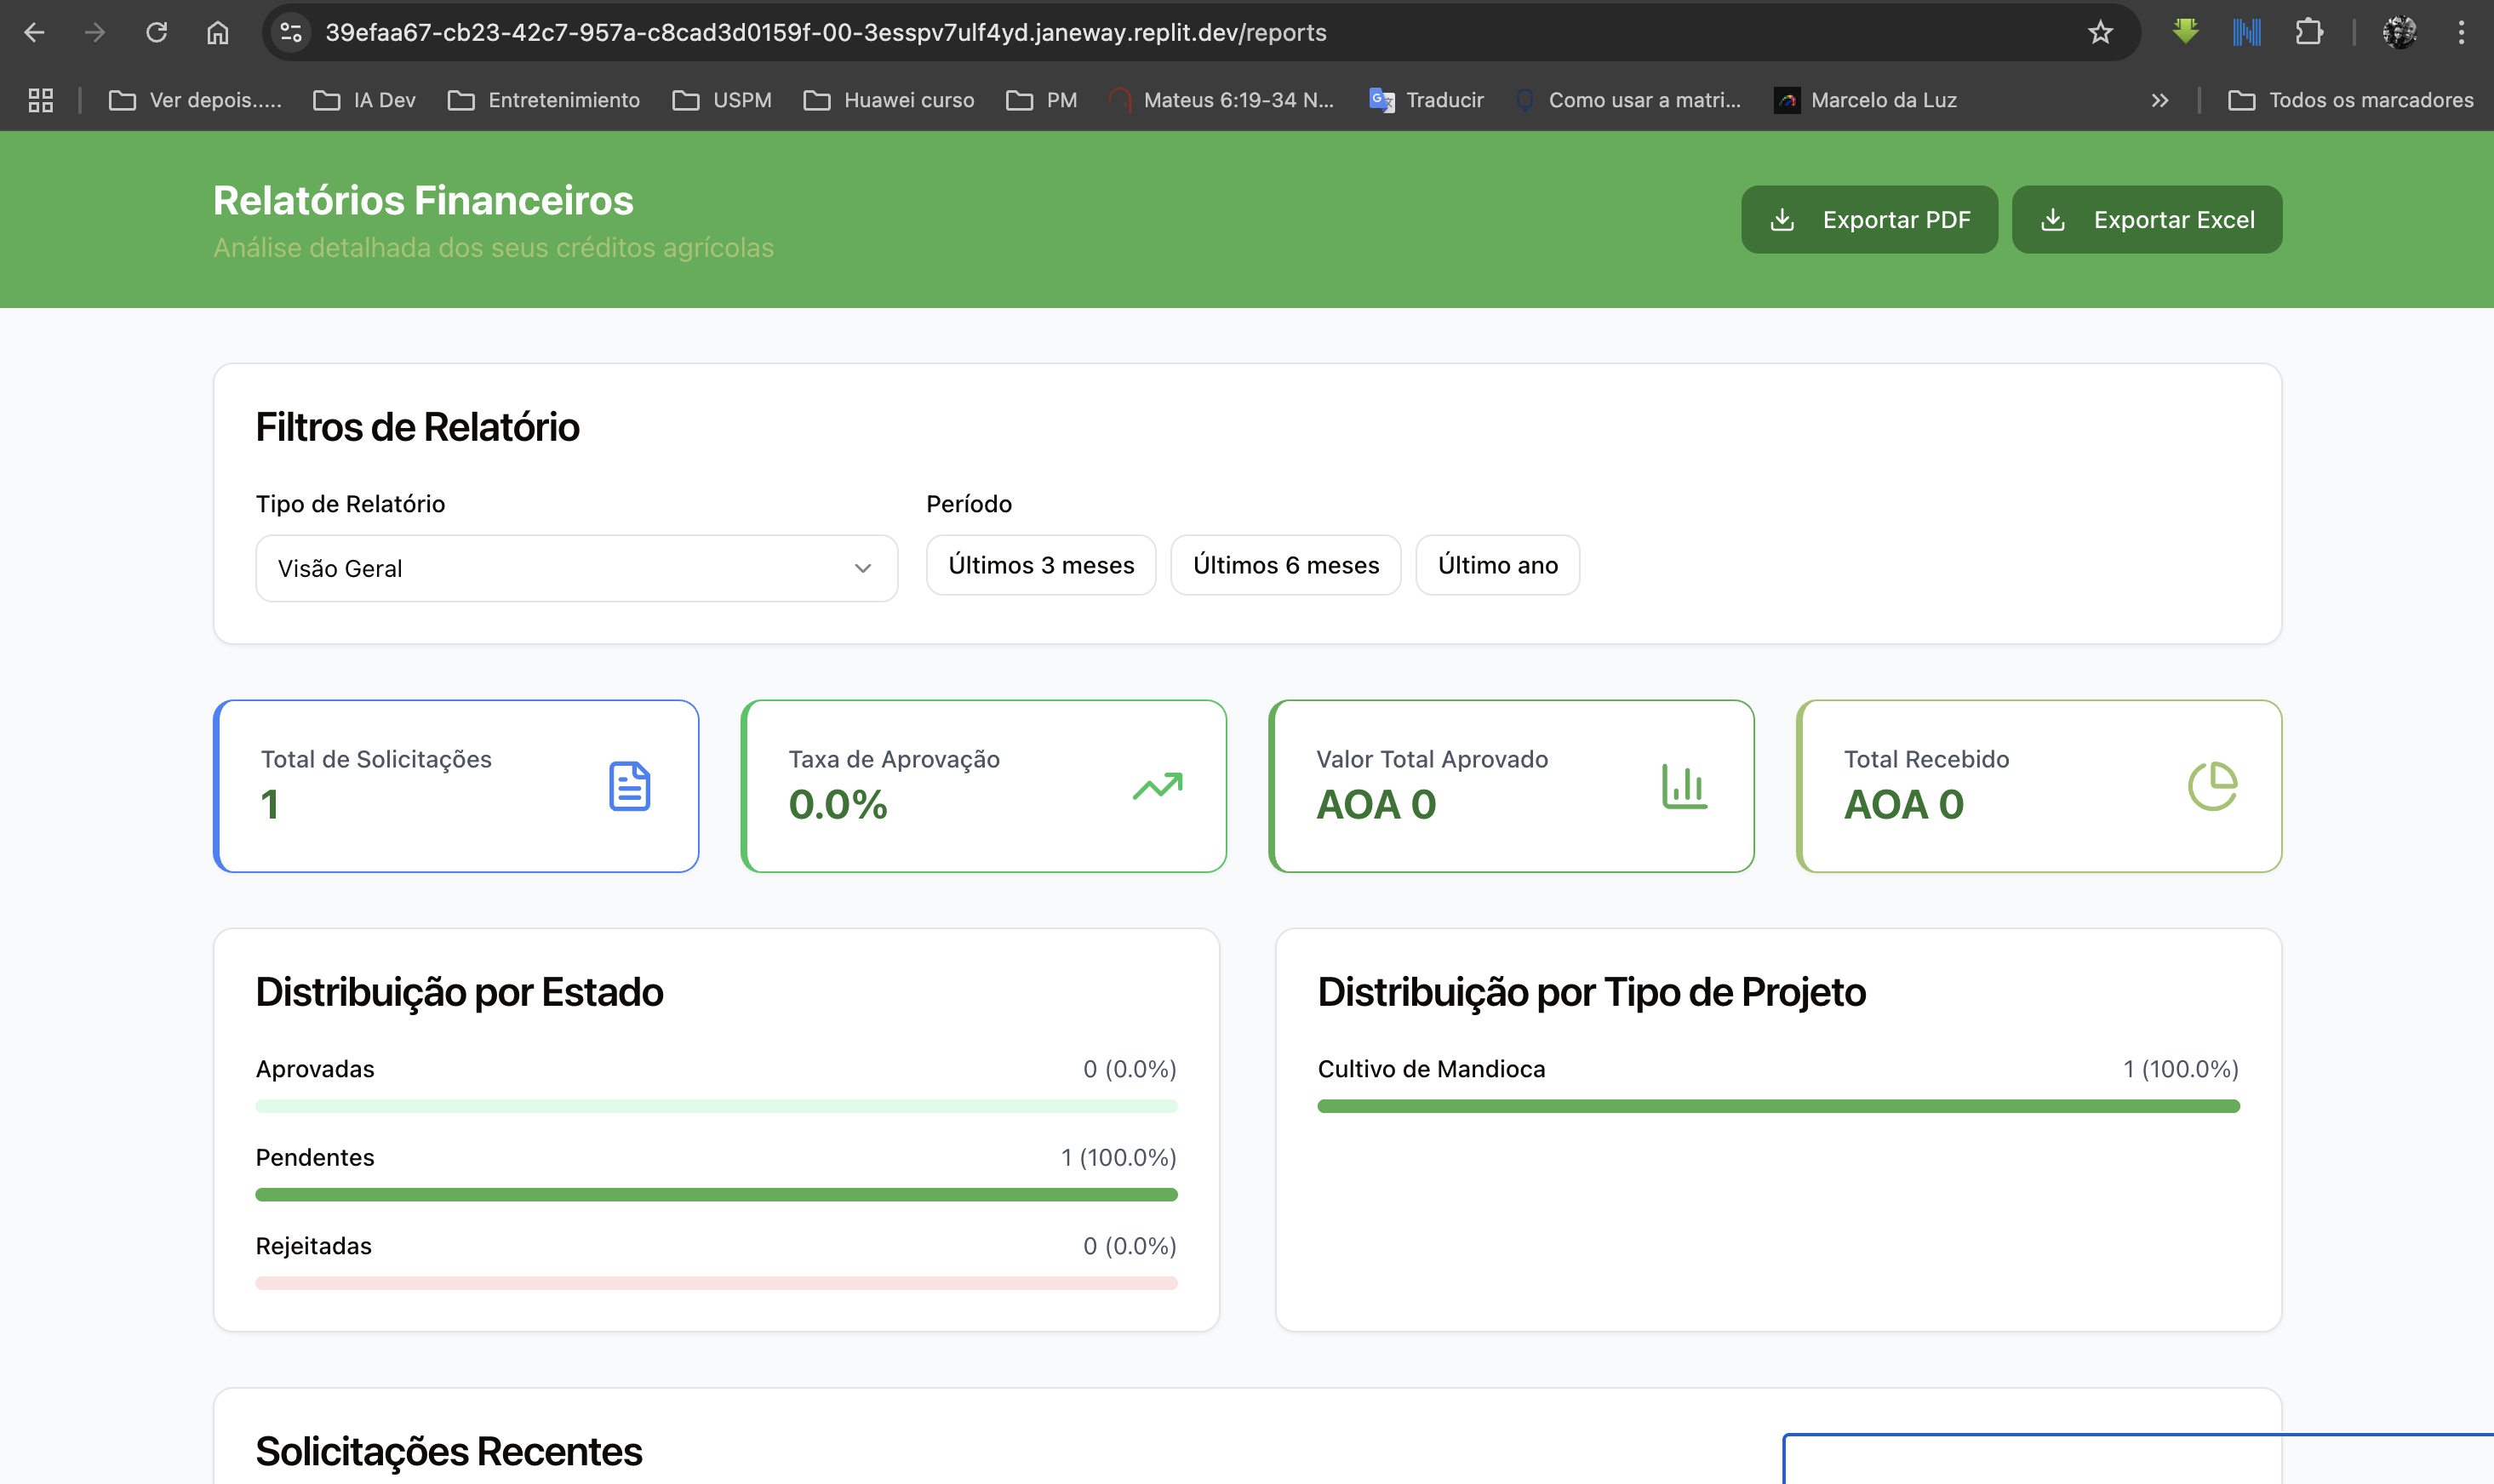 39efaa67-cb23-42c7-957a-c8cad3d0159f-00-3esspv7ulf4yd.janeway.replit.dev/reports
Ver depois..... IA Dev Entretenimiento USPM Huawei curso PM Mateus 6:19-34 N... Traducir Como usar a matri... Marcelo da Luz Todos os marcadores
Relatórios Financeiros
Análise detalhada dos seus créditos agrícolas
Exportar PDF Exportar Excel
Filtros de Relatório
Tipo de Relatório Período
Visão Geral Últimos 3 meses Últimos 6 meses Último ano
Total de Solicitações
1
Taxa de Aprovação
0.0%
Valor Total Aprovado
AOA 0
Total Recebido
AOA 0
Distribuição por Estado
Aprovadas 0 (0.0%)
Pendentes 1 (100.0%)
Rejeitadas 0 (0.0%)
Distribuição por Tipo de Projeto
Cultivo de Mandioca 1 (100.0%)
Solicitações Recentes